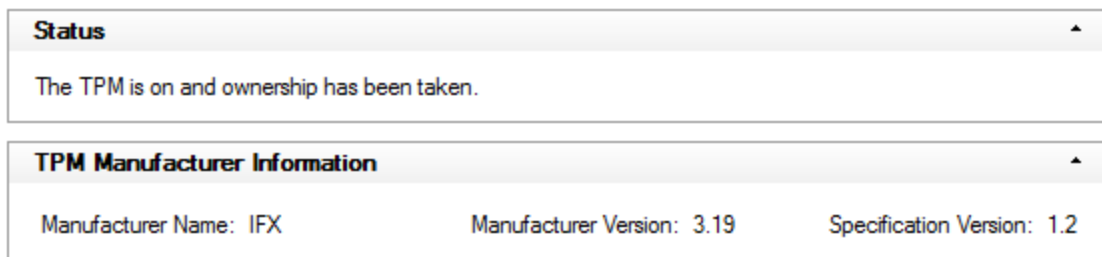 Status
The TPM is on and ownership has been taken.
TPM Manufacturer Information
Manufacturer Name: IFX Manufacturer Version: 3.19 Specification Version: 1.2